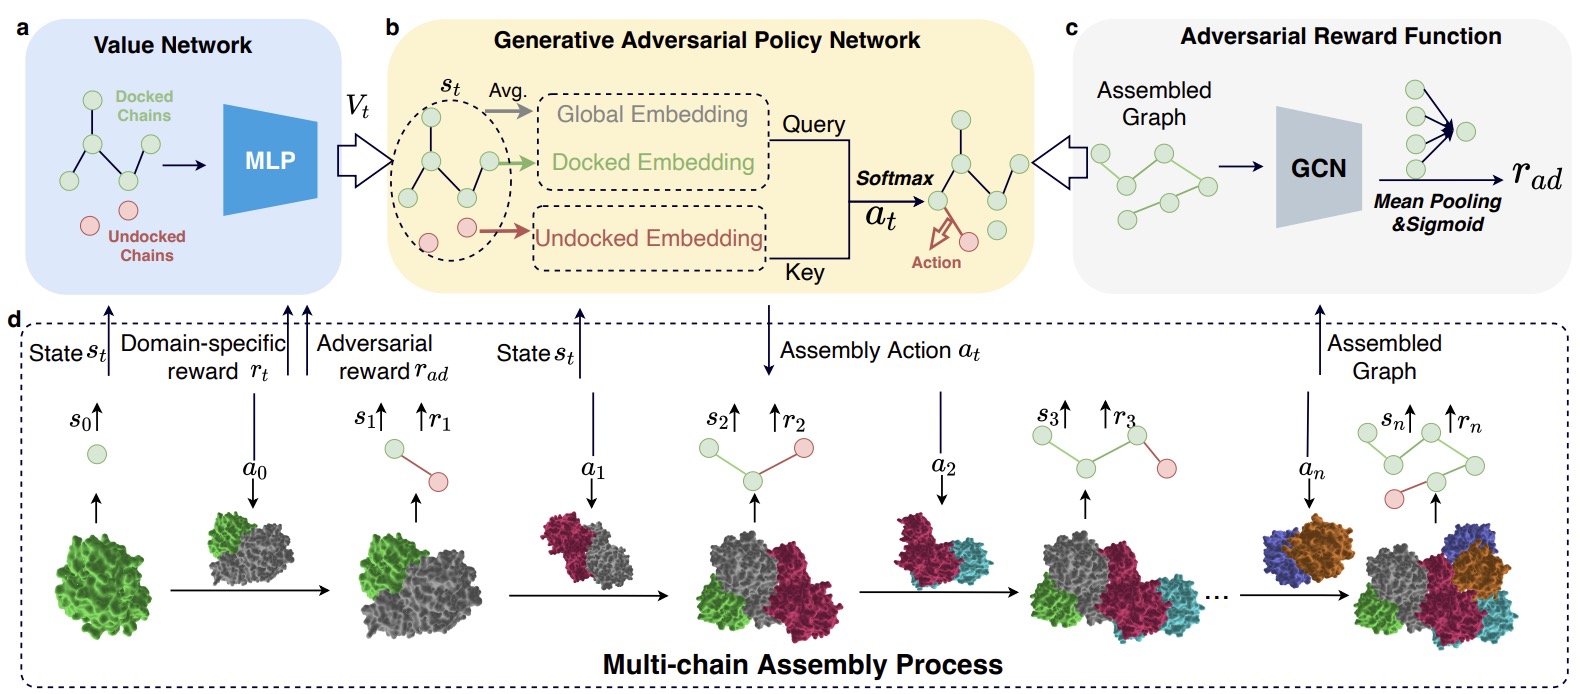 a
Value Network
Docked
Chains
MLP
Undocked
Chains
V_t
b
Generative Adversarial Policy Network
s_t
Avg.
Global Embedding
Docked Embedding
Undocked Embedding
Query
Key
Softmax
a_t
Action
c
Adversarial Reward Function
Assembled
Graph
GCN
Mean Pooling
&Sigmoid
r_{ad}
d
State s_t
Domain-specific
reward r_t
Adversarial
reward r_{ad}
State s_t
Assembly Action a_t
Assembled
Graph
s_0
a_0
s_1
r_1
a_1
s_2
r_2
a_2
s_3
r_3
...
a_n
s_n
r_n
Multi-chain Assembly Process